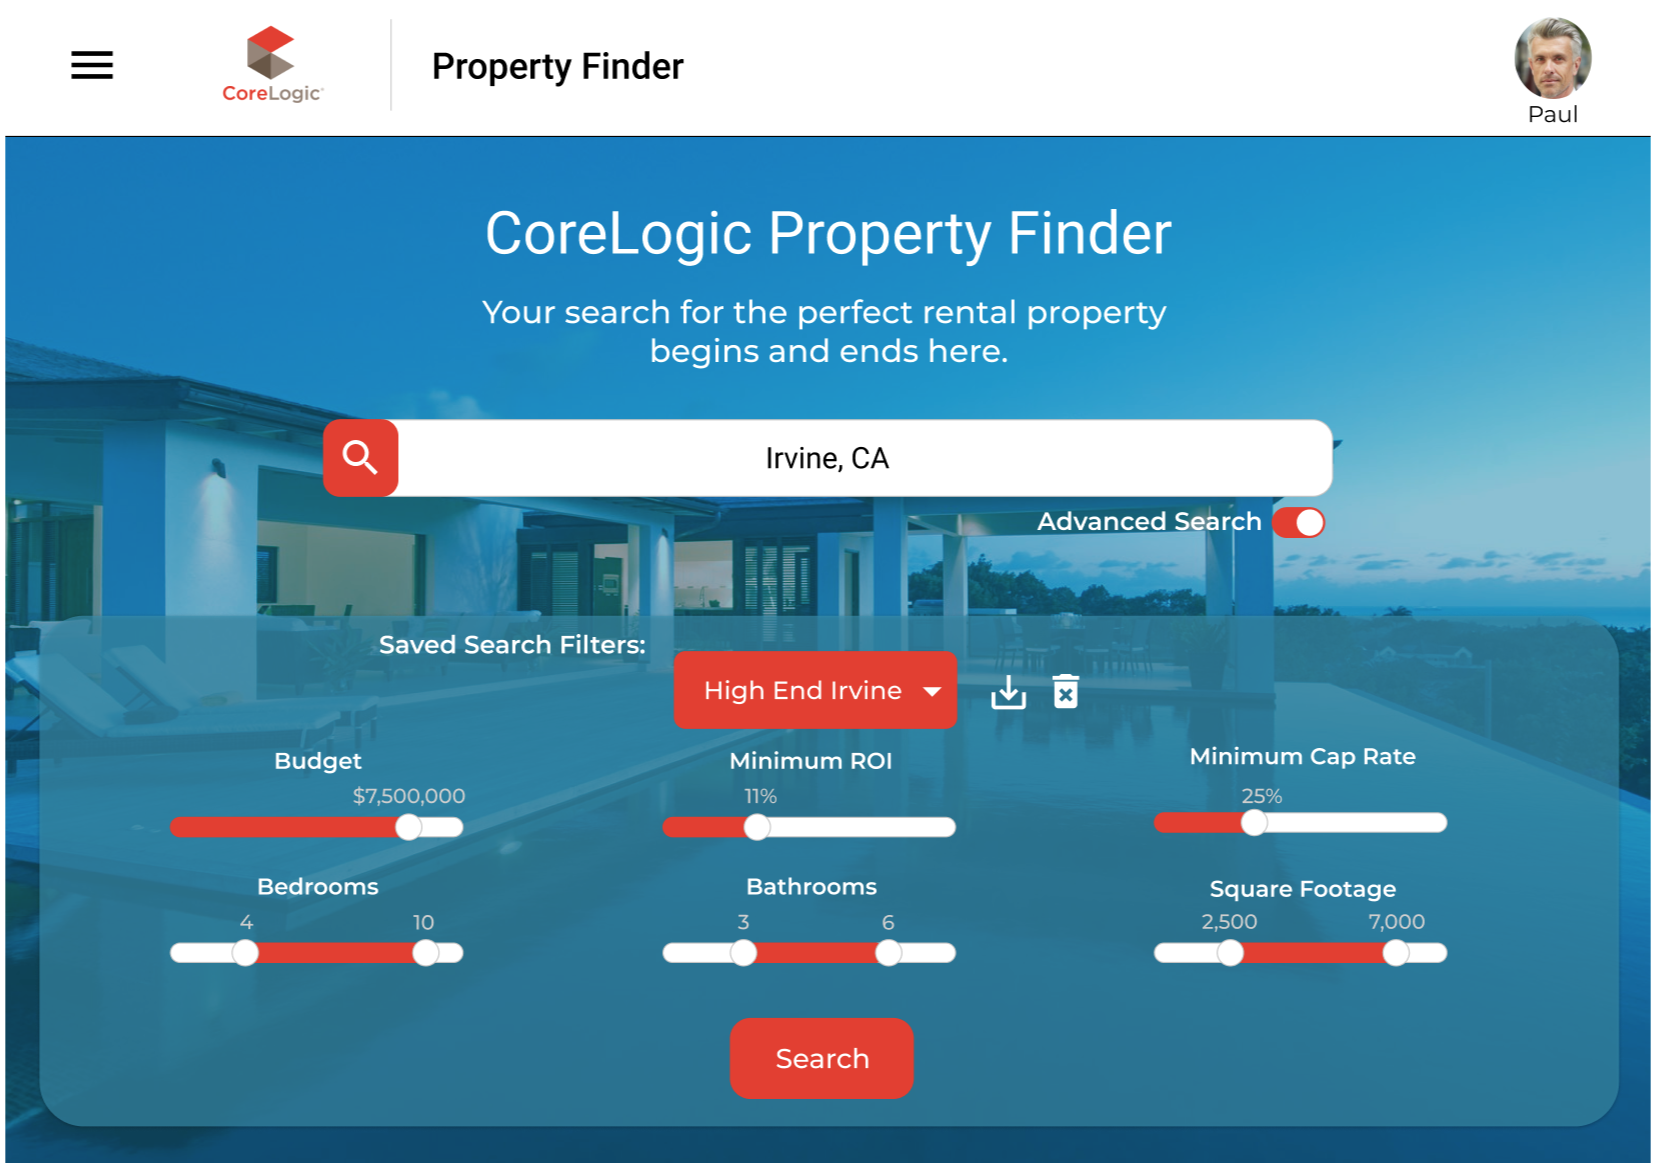 CoreLogic
Property Finder
Paul
CoreLogic Property Finder
Your search for the perfect rental property
begins and ends here.
Irvine, CA
Advanced Search
Saved Search Filters:
High End Irvine
Budget
$7,500,000
Minimum ROI
11%
Minimum Cap Rate
25%
Bedrooms
4 10
Bathrooms
3 6
Square Footage
2,500 7,000
Search